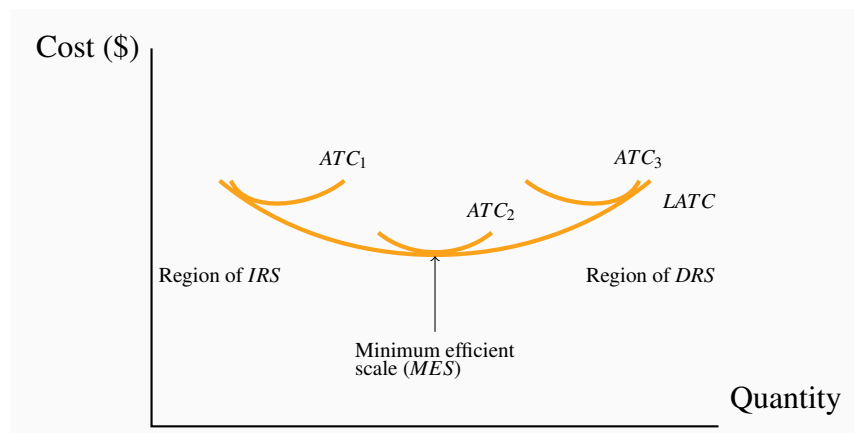 Cost ($)
ATC₁
ATC₃
LATC
ATC₂
Region of IRS
Region of DRS
Minimum efficient
scale (MES)
Quantity